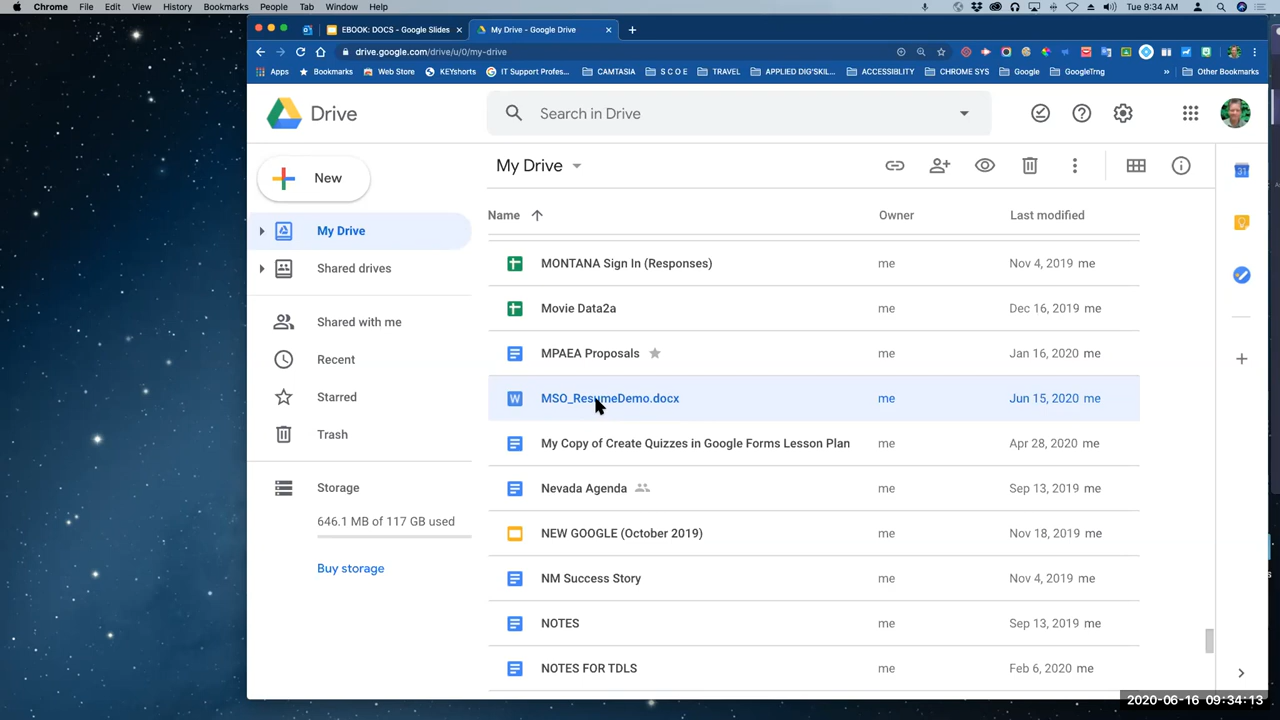 Chrome File Edit View History Bookmarks People Tab Window Help Tue 9:34 AM
EBOOK: DOCS - Google Slides × My Drive - Google Drive × +
drive.google.com/drive/u/0/my-drive
Apps Bookmarks Web Store KEYshorts IT Support Profes... CAMTASIA S C O E TRAVEL APPLIED DIG'SKIL... ACCESSIBLITY CHROME SYS Google GoogleTrng » Other Bookmarks
Drive
Search in Drive
New
My Drive
Name Owner Last modified
My Drive
Shared drives
Shared with me
Recent
Starred
Trash
Storage
646.1 MB of 117 GB used
Buy storage
MONTANA Sign In (Responses) me Nov 4, 2019 me
Movie Data2a me Dec 16, 2019 me
MPAEA Proposals me Jan 16, 2020 me
MSO_ResumeDemo.docx me Jun 15, 2020 me
My Copy of Create Quizzes in Google Forms Lesson Plan me Apr 28, 2020 me
Nevada Agenda me Sep 13, 2019 me
NEW GOOGLE (October 2019) me Nov 18, 2019 me
NM Success Story me Nov 4, 2019 me
NOTES me Sep 13, 2019 me
NOTES FOR TDLS me Feb 6, 2020 me
31
W
2020-06-16 09:34:13